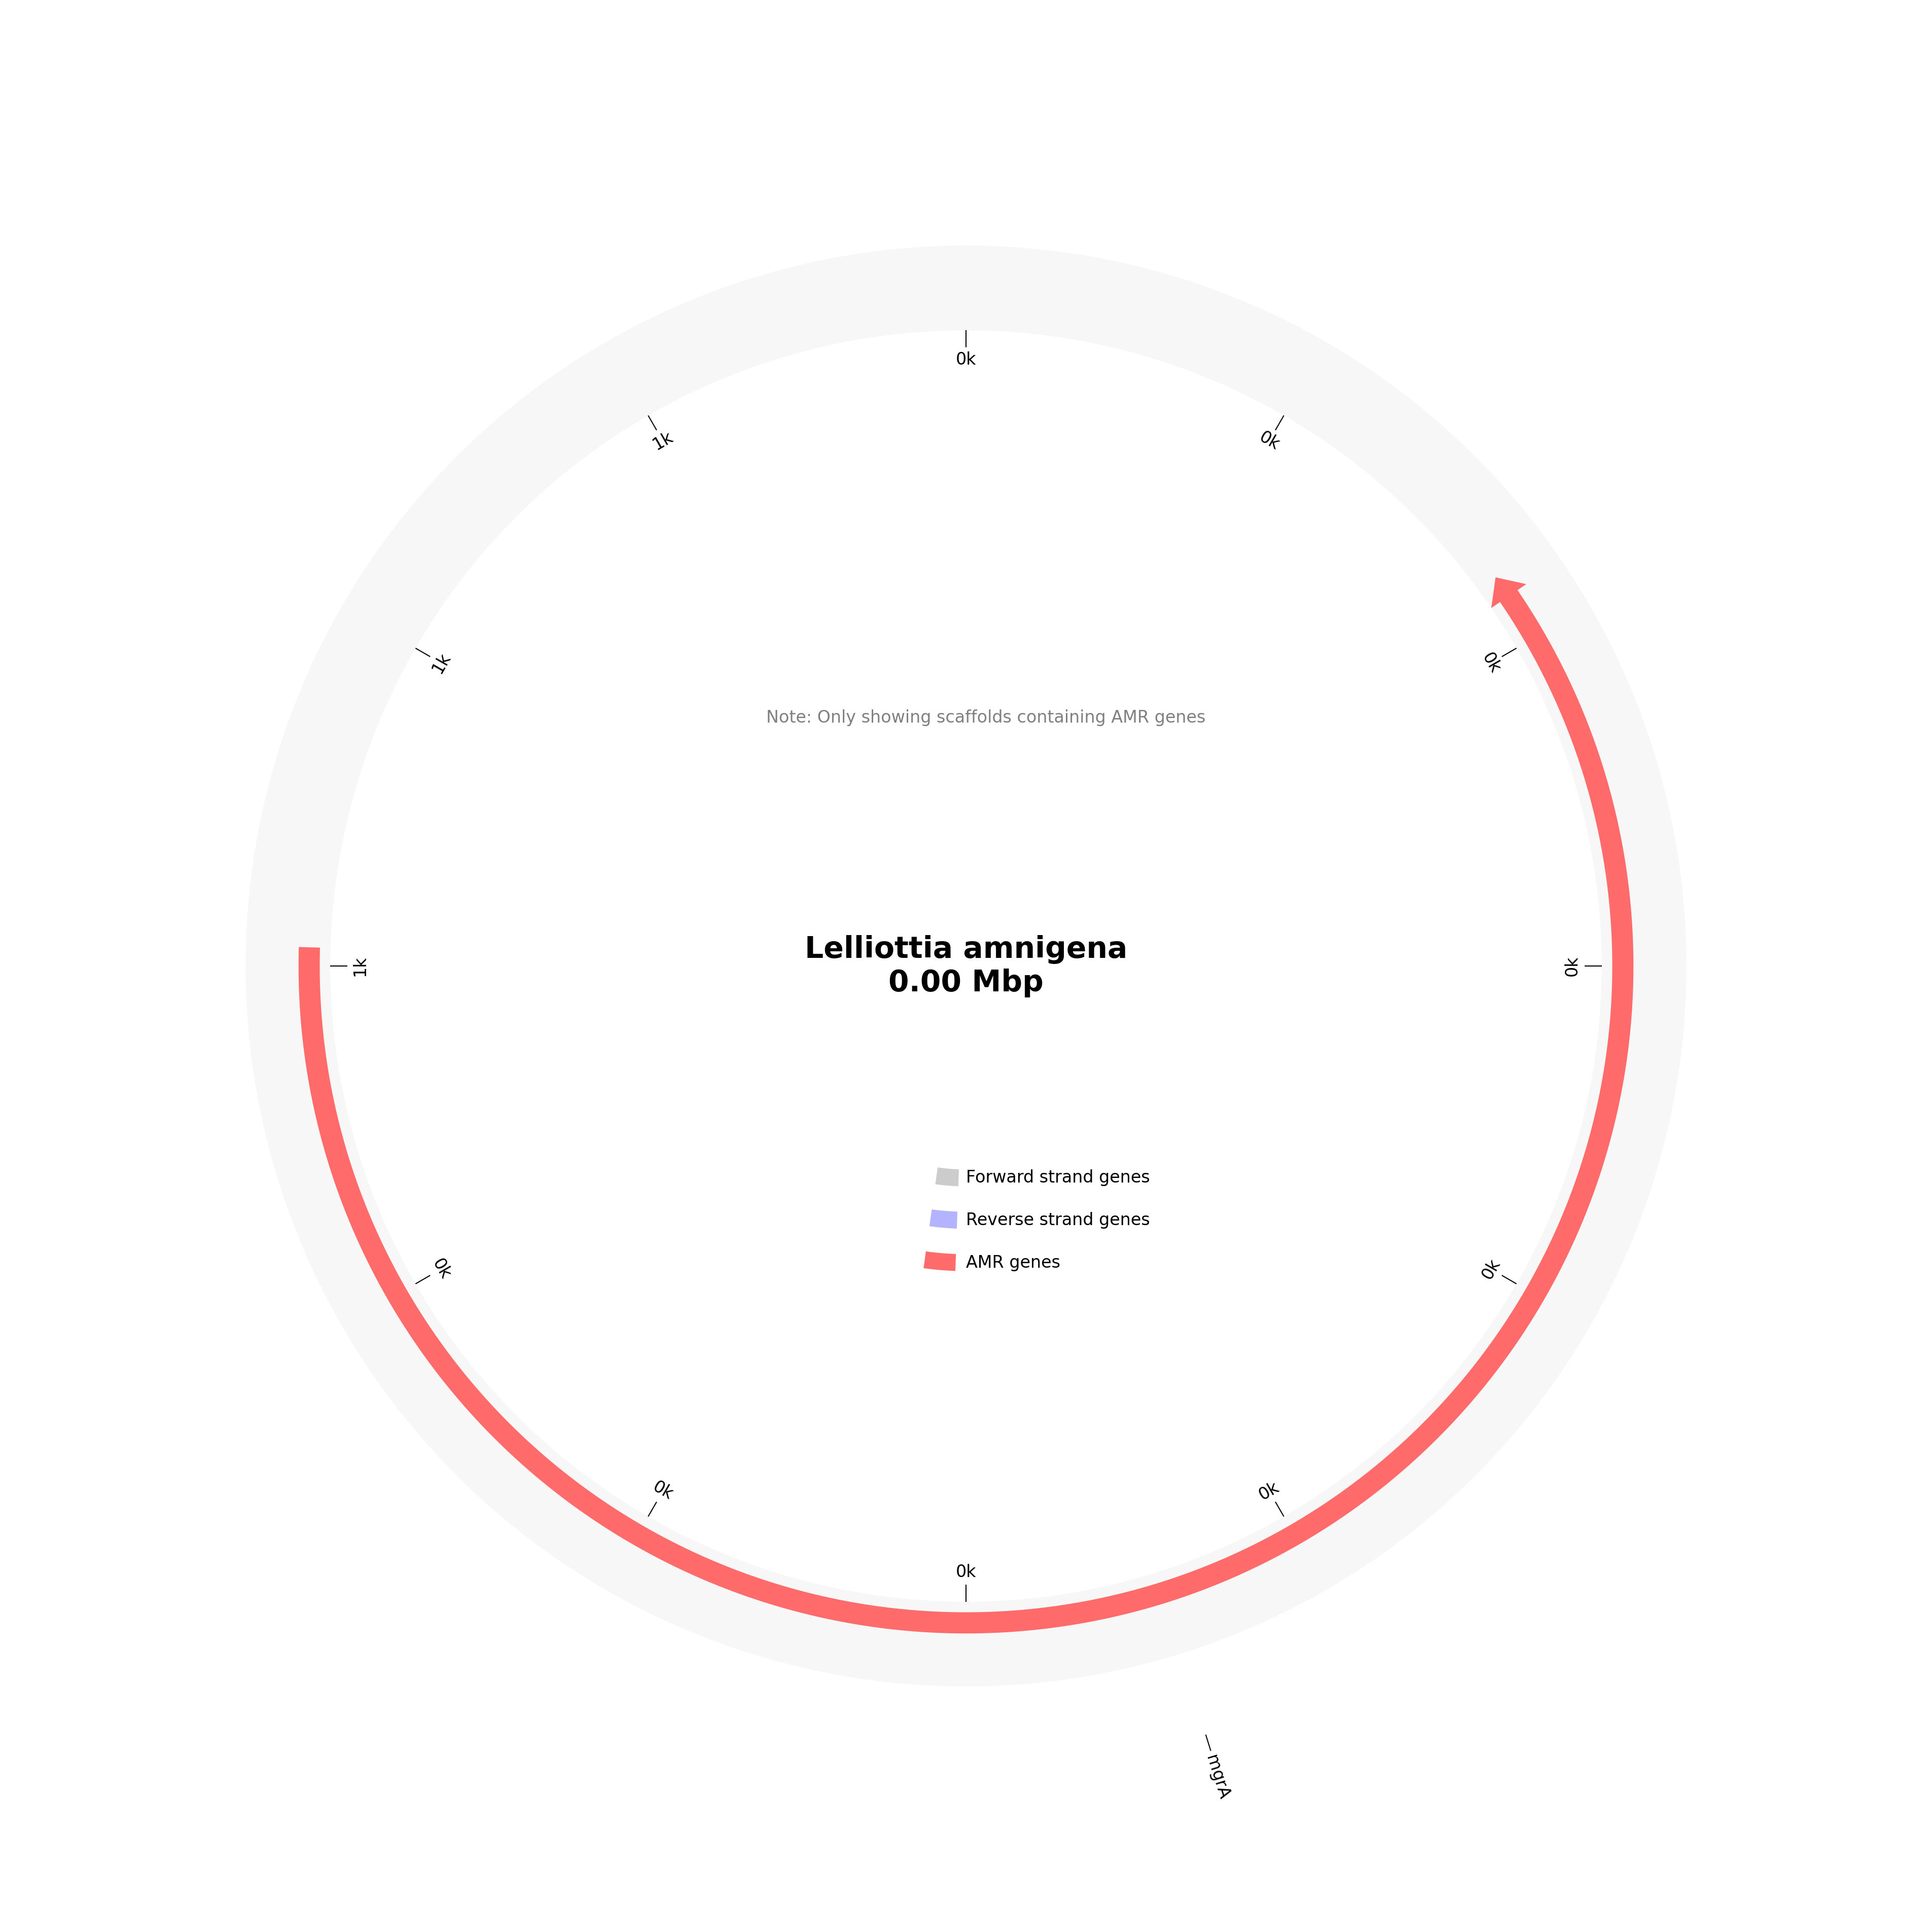 0k
1k
0k
1k
0k
Note: Only showing scaffolds containing AMR genes
Lelliottia amnigena
0.00 Mbp
1k
0k
Forward strand genes
Reverse strand genes
AMR genes
0k
0k
0k
0k
0k
mgrA